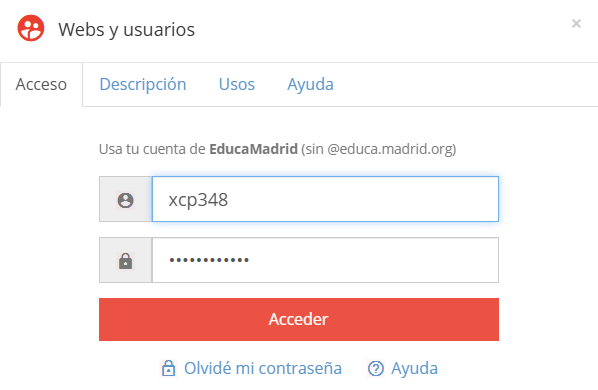 Webs y usuarios ×
Acceso Descripción Usos Ayuda
Usa tu cuenta de EducaMadrid (sin @educa.madrid.org)
xcp348
••••••••••••
Acceder
Olvidé mi contraseña Ayuda